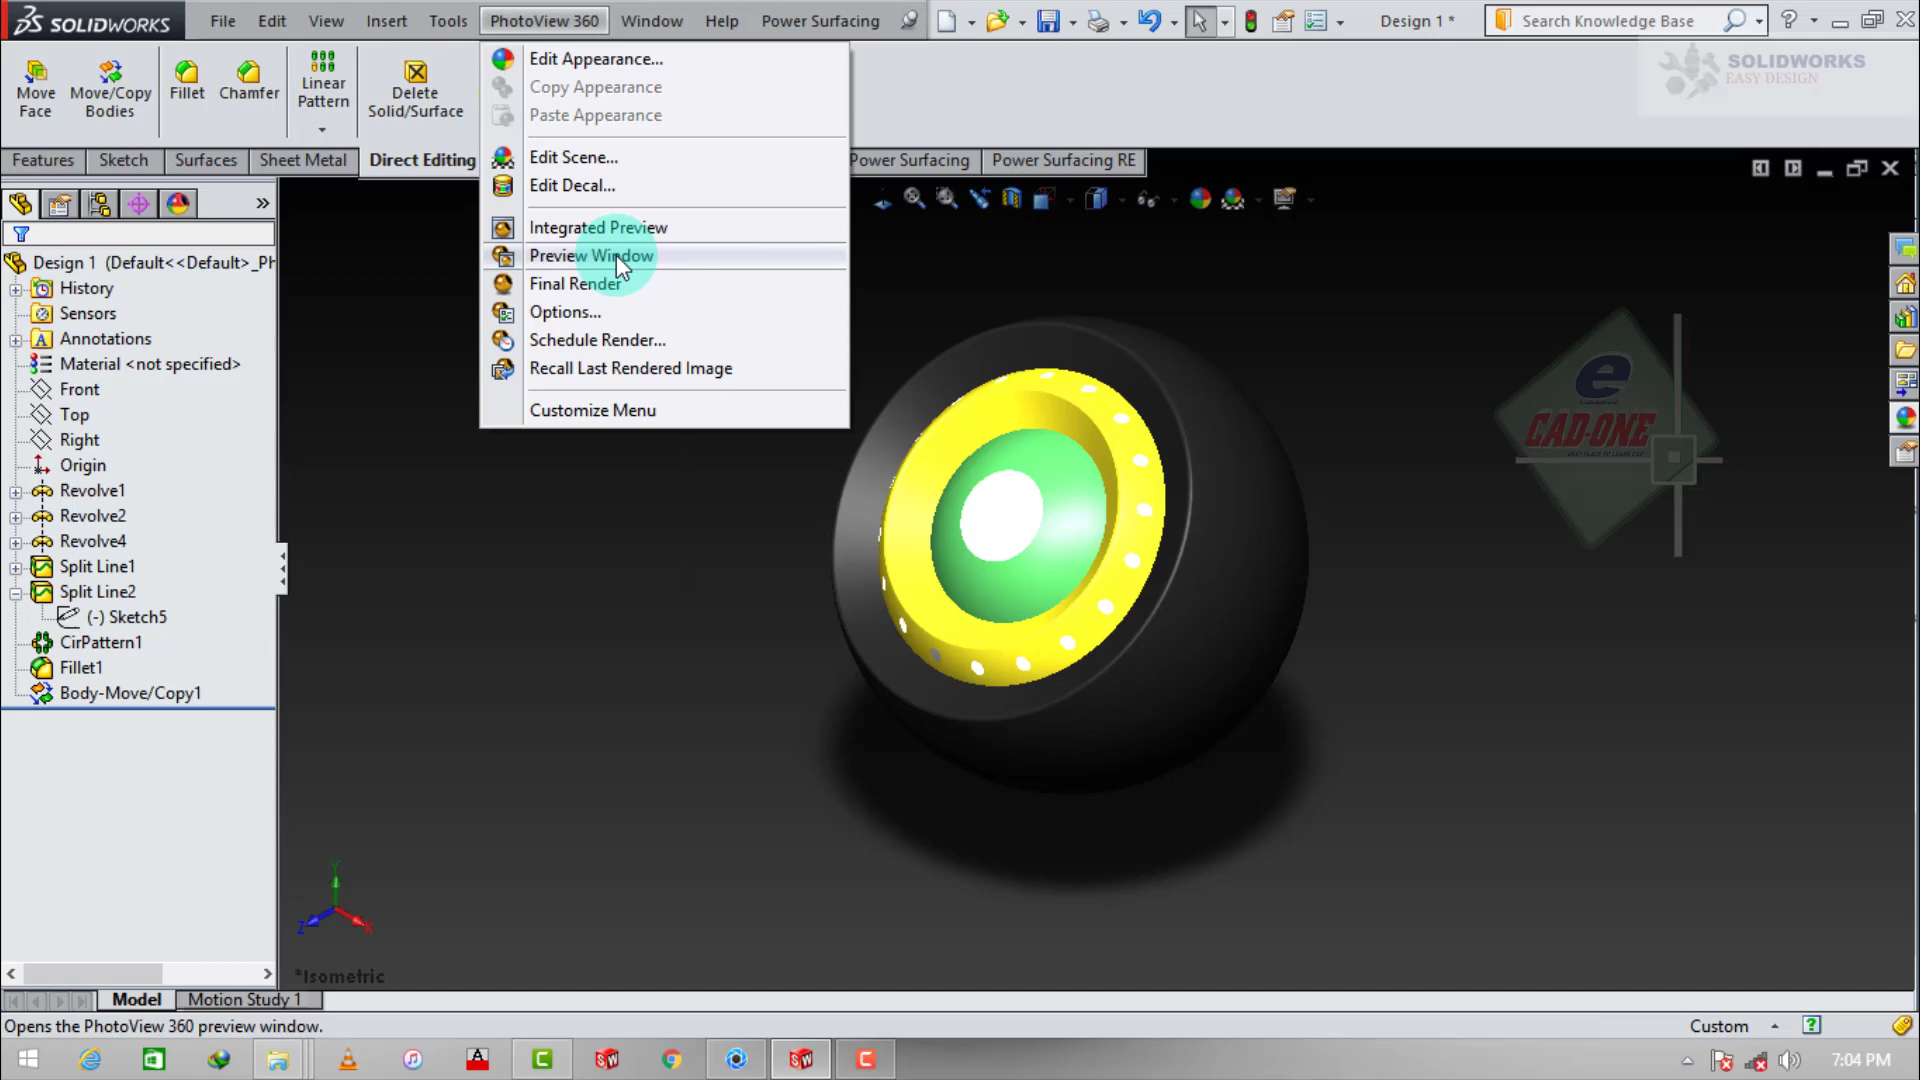 SOLIDWORKS File Edit View Insert Tools PhotoView 360 Window Help Power Surfacing Design 1 * Search Knowledge Base
Move Face
Move/Copy Bodies
Fillet
Chamfer
Linear Pattern
Delete Solid/Surface
Features Sketch Surfaces Sheet Metal Direct Editing Power Surfacing Power Surfacing RE
Edit Appearance...
Copy Appearance
Paste Appearance
Edit Scene...
Edit Decal...
Integrated Preview
Preview Window
Final Render
Options...
Schedule Render...
Recall Last Rendered Image
Customize Menu
SOLIDWORKS
EASY DESIGN
Design 1 (Default<<Default>_Ph
History
Sensors
Annotations
Material <not specified>
Front
Top
Right
Origin
Revolve1
Revolve2
Revolve4
Split Line1
Split Line2
(-) Sketch5
CirPattern1
Fillet1
Body-Move/Copy1
e
CAD-ONE
BEST PLACE TO LEARN CAD
Y
Z
X
*Isometric
Model Motion Study 1
Opens the PhotoView 360 preview window.
Custom
7:04 PM